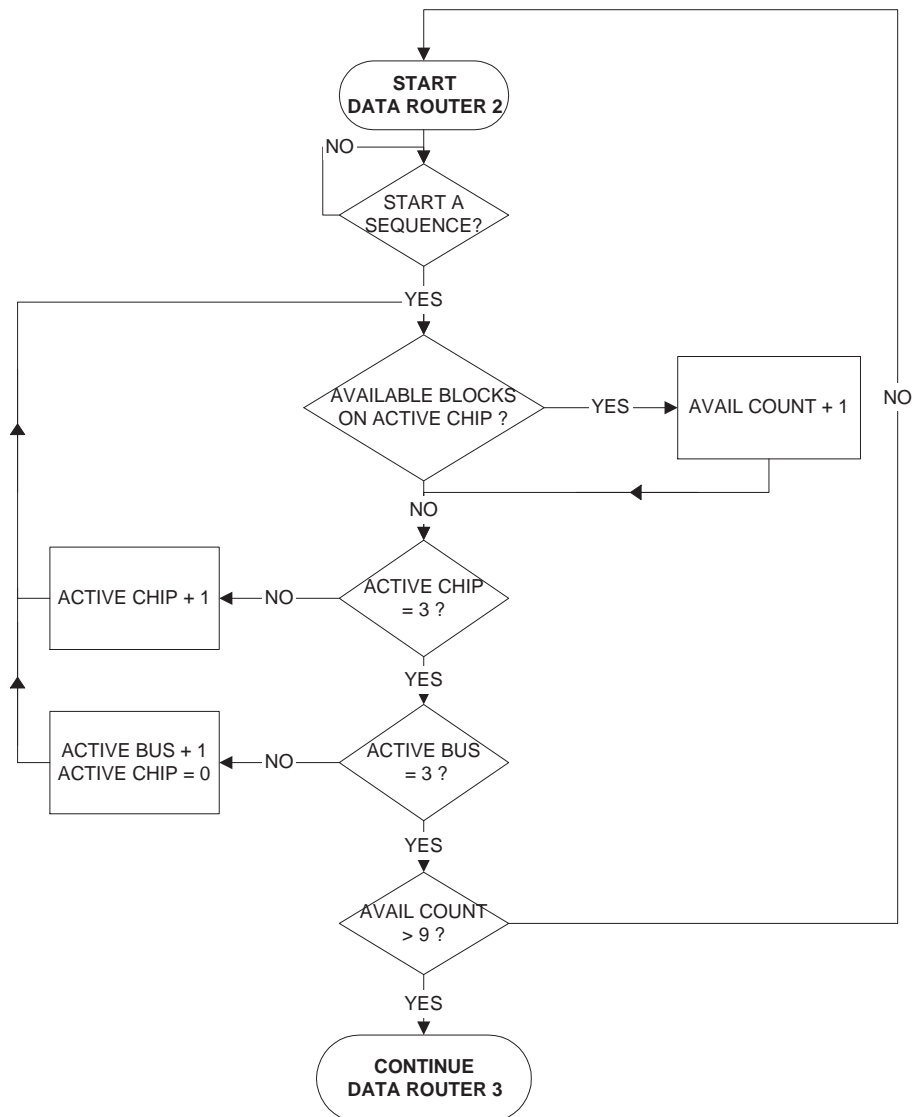 START
DATA ROUTER 2
NO
START A
SEQUENCE?
YES
AVAILABLE BLOCKS
ON ACTIVE CHIP ?
YES
AVAIL COUNT + 1
NO
NO
ACTIVE CHIP
= 3 ?
NO
ACTIVE CHIP + 1
YES
ACTIVE BUS
= 3 ?
NO
ACTIVE BUS + 1
ACTIVE CHIP = 0
YES
AVAIL COUNT
> 9 ?
YES
CONTINUE
DATA ROUTER 3